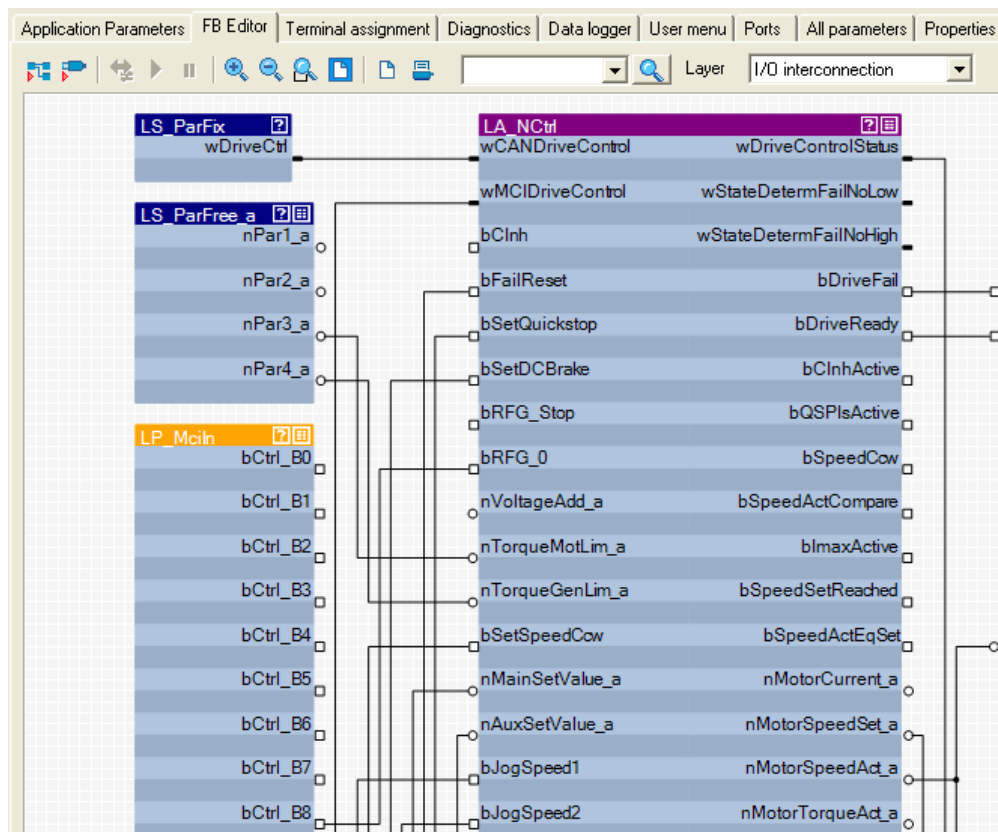 Application Parameters FB Editor Terminal assignment Diagnostics Data logger User menu Ports All parameters Properties
Layer I/O interconnection
LS_ParFix ?
wDriveCtrl
LS_ParFree_a ?
nPar1_a
nPar2_a
nPar3_a
nPar4_a
LP_MciIn ?
bCtrl_B0
bCtrl_B1
bCtrl_B2
bCtrl_B3
bCtrl_B4
bCtrl_B5
bCtrl_B6
bCtrl_B7
bCtrl_B8
LA_NCtrl ?
wCANDriveControl wDriveControlStatus
wMCIDriveControl wStateDetermFailNoLow
bCInh wStateDetermFailNoHigh
bFailReset bDriveFail
bSetQuickstop bDriveReady
bSetDCBrake bCInhActive
bRFG_Stop bQSPIsActive
bRFG_0 bSpeedCcw
nVoltageAdd_a bSpeedActCompare
nTorqueMotLim_a bImaxActive
nTorqueGenLim_a bSpeedSetReached
bSetSpeedCcw bSpeedActEqSet
nMainSetValue_a nMotorCurrent_a
nAuxSetValue_a nMotorSpeedSet_a
bJogSpeed1 nMotorSpeedAct_a
bJogSpeed2 nMotorTorqueAct_a